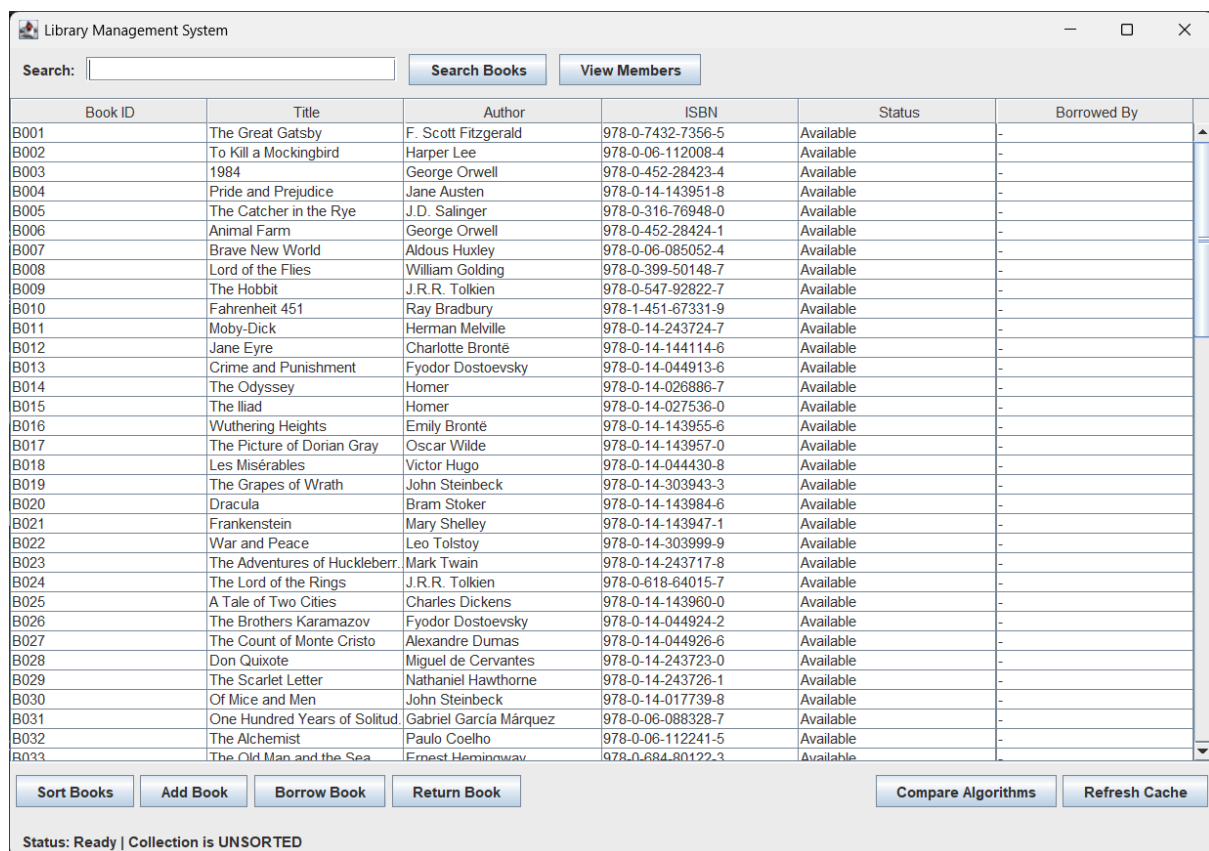 Library Management System
Search: Search Books View Members
Book ID Title Author ISBN Status Borrowed By
B001 The Great Gatsby F. Scott Fitzgerald 978-0-7432-7356-5 Available -
B002 To Kill a Mockingbird Harper Lee 978-0-06-112008-4 Available -
B003 1984 George Orwell 978-0-452-28423-4 Available -
B004 Pride and Prejudice Jane Austen 978-0-14-143951-8 Available -
B005 The Catcher in the Rye J.D. Salinger 978-0-316-76948-0 Available -
B006 Animal Farm George Orwell 978-0-452-28424-1 Available -
B007 Brave New World Aldous Huxley 978-0-06-085052-4 Available -
B008 Lord of the Flies William Golding 978-0-399-50148-7 Available -
B009 The Hobbit J.R.R. Tolkien 978-0-547-92822-7 Available -
B010 Fahrenheit 451 Ray Bradbury 978-1-451-67331-9 Available -
B011 Moby-Dick Herman Melville 978-0-14-243724-7 Available -
B012 Jane Eyre Charlotte Brontë 978-0-14-144114-6 Available -
B013 Crime and Punishment Fyodor Dostoevsky 978-0-14-044913-6 Available -
B014 The Odyssey Homer 978-0-14-026886-7 Available -
B015 The Iliad Homer 978-0-14-027536-0 Available -
B016 Wuthering Heights Emily Brontë 978-0-14-143955-6 Available -
B017 The Picture of Dorian Gray Oscar Wilde 978-0-14-143957-0 Available -
B018 Les Misérables Victor Hugo 978-0-14-044430-8 Available -
B019 The Grapes of Wrath John Steinbeck 978-0-14-303943-3 Available -
B020 Dracula Bram Stoker 978-0-14-143984-6 Available -
B021 Frankenstein Mary Shelley 978-0-14-143947-1 Available -
B022 War and Peace Leo Tolstoy 978-0-14-303999-9 Available -
B023 The Adventures of Huckleberr... Mark Twain 978-0-14-243717-8 Available -
B024 The Lord of the Rings J.R.R. Tolkien 978-0-618-64015-7 Available -
B025 A Tale of Two Cities Charles Dickens 978-0-14-143960-0 Available -
B026 The Brothers Karamazov Fyodor Dostoevsky 978-0-14-044924-2 Available -
B027 The Count of Monte Cristo Alexandre Dumas 978-0-14-044926-6 Available -
B028 Don Quixote Miguel de Cervantes 978-0-14-243723-0 Available -
B029 The Scarlet Letter Nathaniel Hawthorne 978-0-14-243726-1 Available -
B030 Of Mice and Men John Steinbeck 978-0-14-017739-8 Available -
B031 One Hundred Years of Solitud... Gabriel García Márquez 978-0-06-088328-7 Available -
B032 The Alchemist Paulo Coelho 978-0-06-112241-5 Available -
B033 The Old Man and the Sea Ernest Hemingway 978-0-684-80122-3 Available -
Sort Books Add Book Borrow Book Return Book Compare Algorithms Refresh Cache
Status: Ready | Collection is UNSORTED